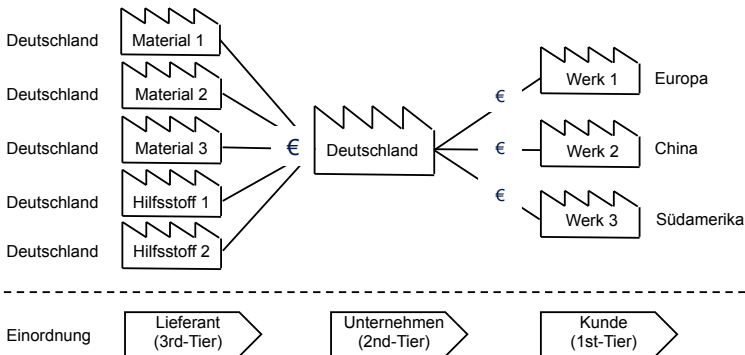 Deutschland Material 1
Deutschland Material 2
Deutschland Material 3
Deutschland Hilfsstoff 1
Deutschland Hilfsstoff 2
€
Deutschland
€ Werk 1 Europa
€ Werk 2 China
€ Werk 3 Südamerika
Einordnung
Lieferant
(3rd-Tier)
Unternehmen
(2nd-Tier)
Kunde
(1st-Tier)